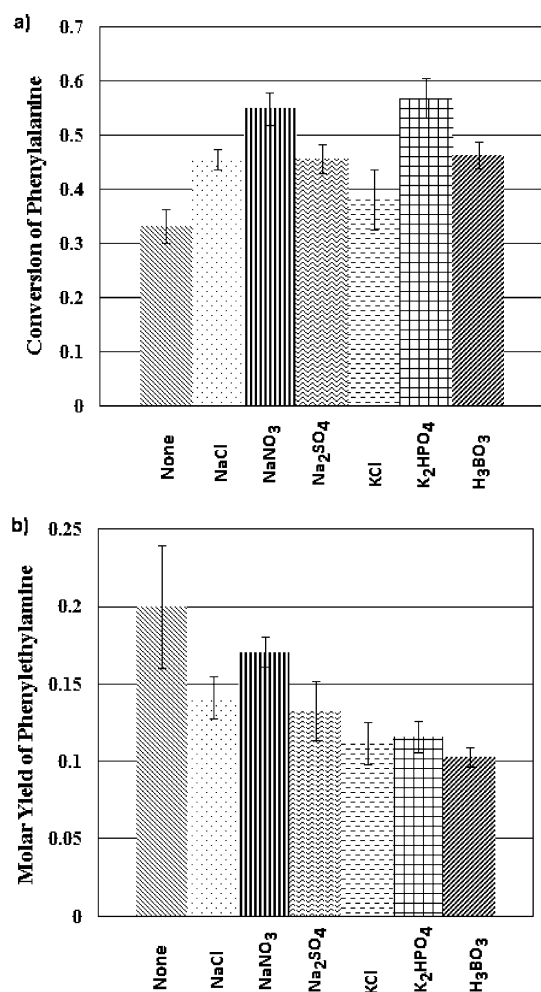 a)
Conversion of Phenylalanine
0.7
0.6
0.5
0.4
0.3
0.2
0.1
0
None
NaCl
NaNO₃
Na₂SO₄
KCl
K₂HPO₄
H₃BO₃
b)
Molar Yield of Phenylethylamine
0.25
0.2
0.15
0.1
0.05
0
None
NaCl
NaNO₃
Na₂SO₄
KCl
K₂HPO₄
H₃BO₃